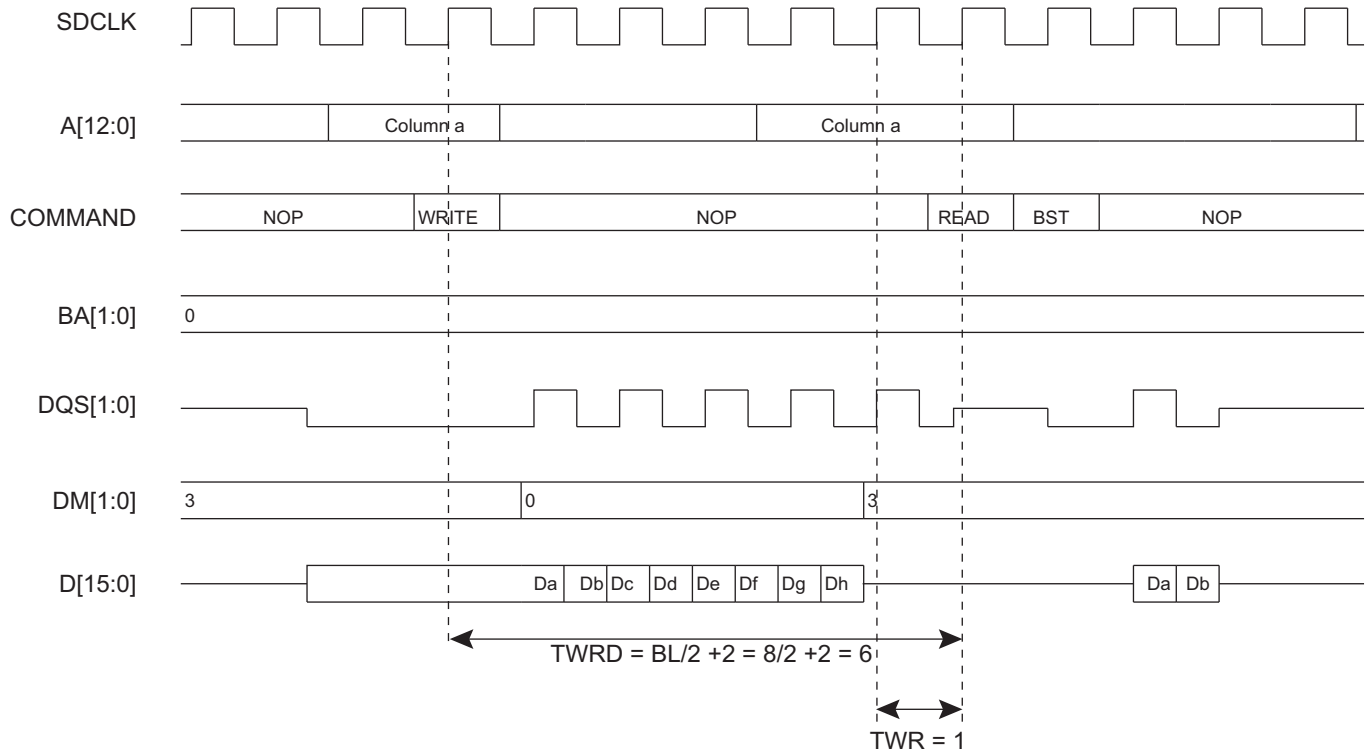 SDCLK
A[12:0] Column a Column a
COMMAND NOP WRITE NOP READ BST NOP
BA[1:0] 0
DQS[1:0]
DM[1:0] 3 0 3
D[15:0] Da Db Dc Dd De Df Dg Dh Da Db
TWRD = BL/2 +2 = 8/2 +2 = 6
TWR = 1